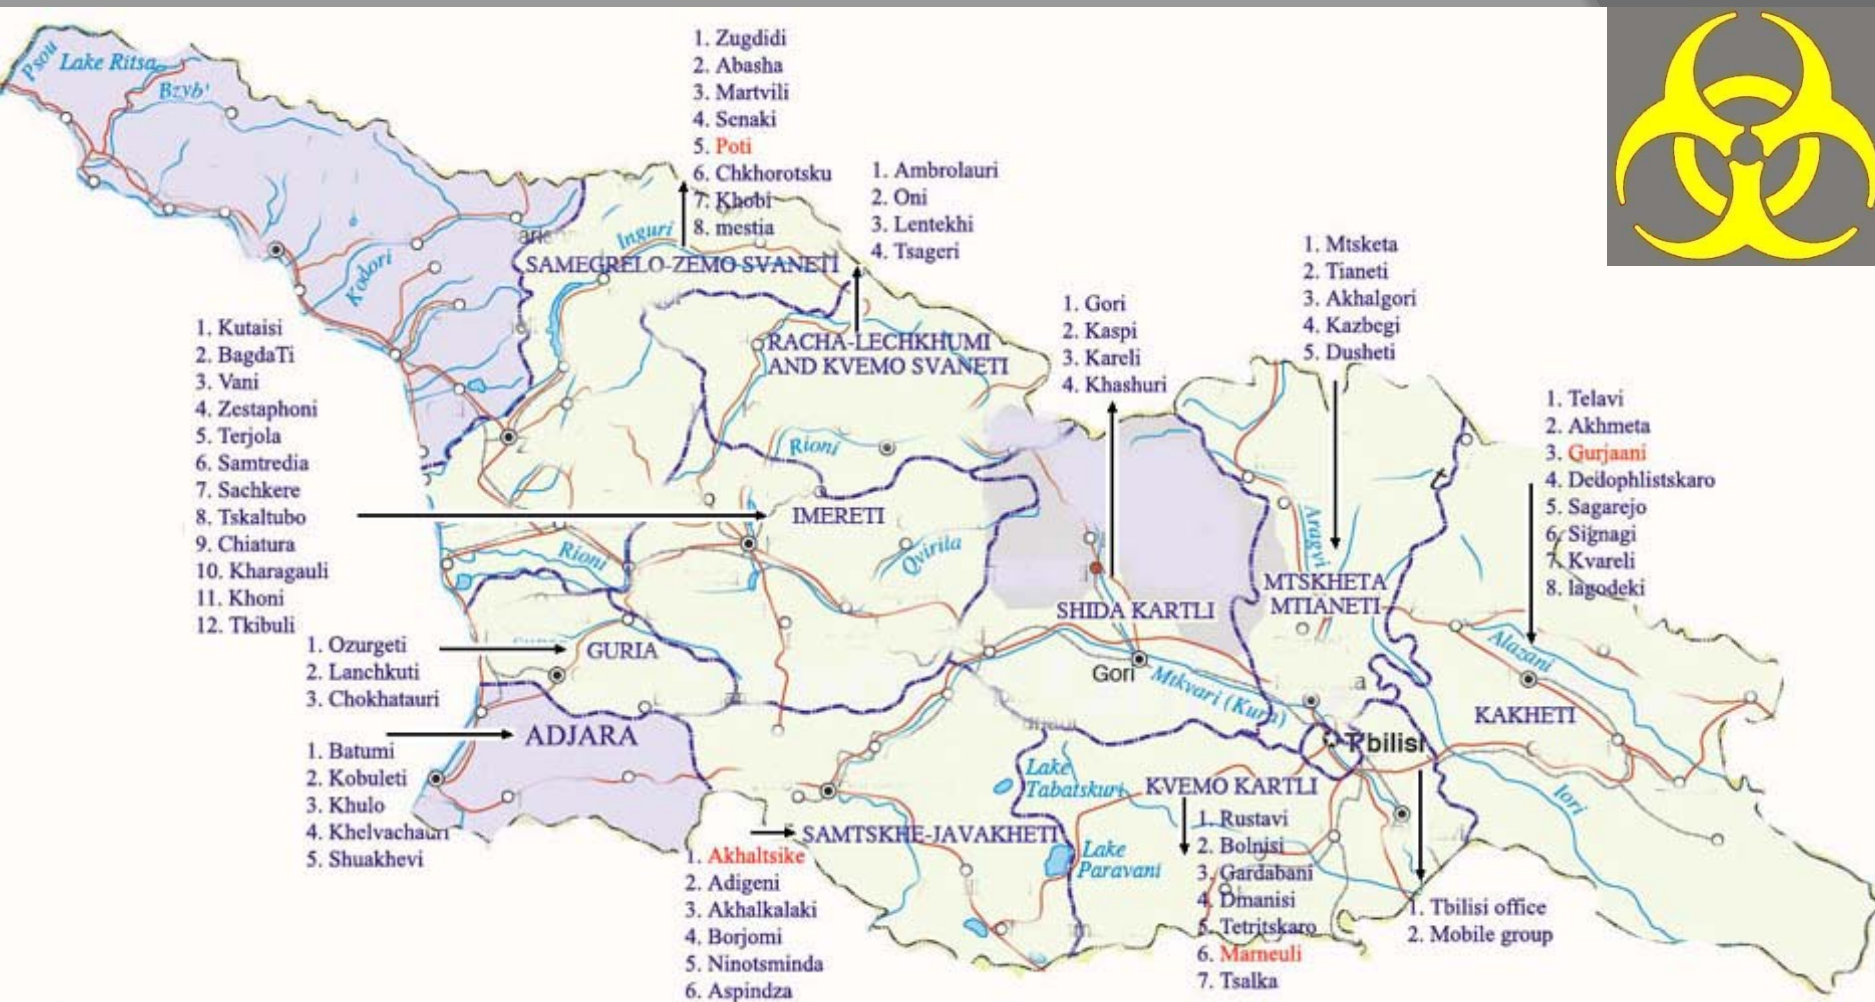 Psou
Lake Ritsa
Bzyb'
1. Zugdidi
2. Abasha
3. Martvili
4. Senaki
5. Poti
6. Chkhorotsku
7. Khobi
8. mestia
1. Ambrolauri
2. Oni
3. Lentekhi
4. Tsageri
Inguri
SAMEGRELO-ZEMO SVANETI
Kodori
1. Mtsketa
2. Tianeti
3. Akhalgori
4. Kazbegi
5. Dusheti
1. Gori
2. Kaspi
3. Kareli
4. Khashuri
1. Kutaisi
2. BagdaTi
3. Vani
4. Zestaphoni
5. Terjola
6. Samtredia
7. Sachkere
8. Tskaltubo
9. Chiatura
10. Kharagauli
11. Khoni
12. Tkibuli
RACHA-LECHKHUMI
AND KVEMO SVANETI
1. Telavi
2. Akhmeta
3. Gurjaani
4. Dedophlistskaro
5. Sagarejo
6. Signagi
7. Kvareli
8. lagodeki
Rioni
IMERETI
Rioni
Qvirila
Aragvi
MTSKHETA
MTIANETI
SHIDA KARTLI
1. Ozurgeti
2. Lanchkuti
3. Chokhatauri
GURIA
Gori
Mtkvari (Kura)
Alazani
KAKHETI
ADJARA
1. Batumi
2. Kobuleti
3. Khulo
4. Khelvachauri
5. Shuakhevi
Tbilisi
Lake
Tabatskuri
KVEMO KARTLI
Iori
SAMTSKHE-JAVAKHETI
1. Akhaltsike
2. Adigeni
3. Akhalkalaki
4. Borjomi
5. Ninotsminda
6. Aspindza
Lake
Paravani
1. Rustavi
2. Bolnisi
3. Gardabani
4. Dmanisi
5. Tetritskaro
6. Marneuli
7. Tsalka
1. Tbilisi office
2. Mobile group